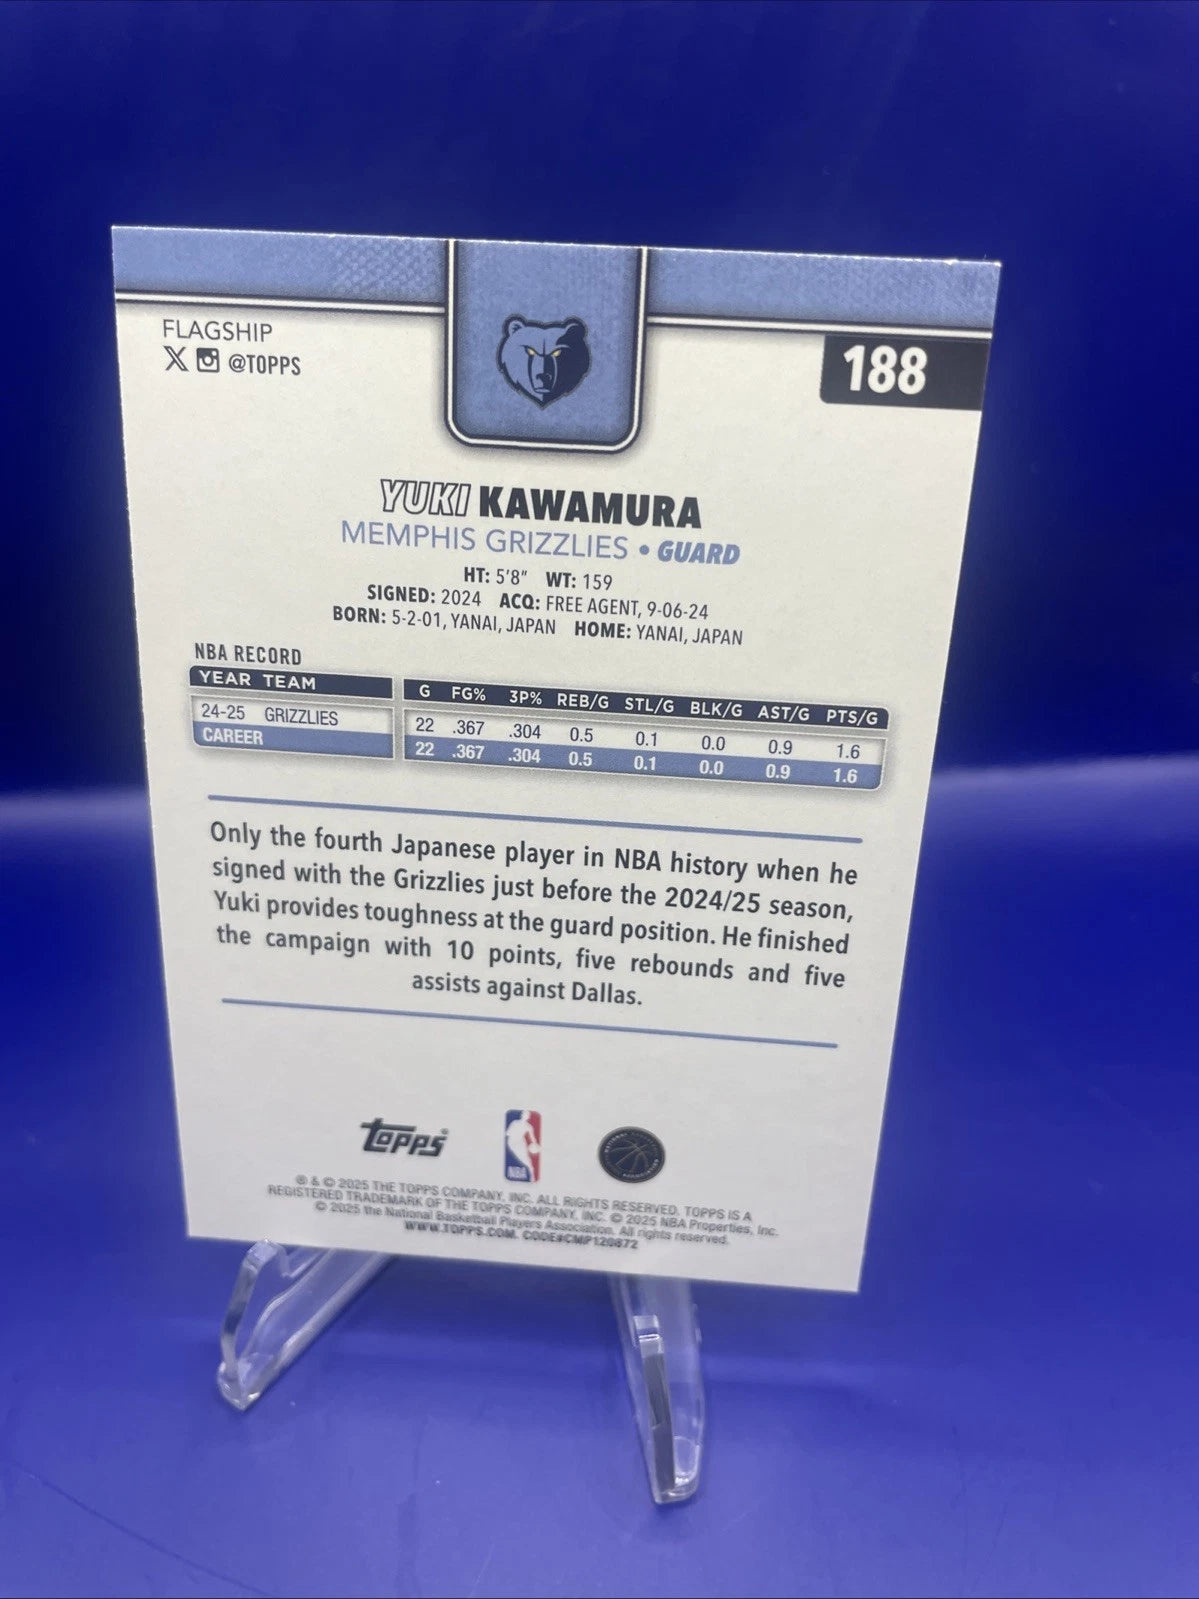 FLAGSHIP
@TOPPS
188
YUKI KAWAMURA
MEMPHIS GRIZZLIES • GUARD
HT: 5'8" WT: 159
SIGNED: 2024 ACQ: FREE AGENT, 9-06-24
BORN: 5-2-01, YANAI, JAPAN HOME: YANAI, JAPAN
NBA RECORD
YEAR TEAM G FG% 3P% REB/G STL/G BLK/G AST/G PTS/G
24-25 GRIZZLIES 22 .367 .304 0.5 0.1 0.0 0.9 1.6
CAREER 22 .367 .304 0.5 0.1 0.0 0.9 1.6
Only the fourth Japanese player in NBA history when he
signed with the Grizzlies just before the 2024/25 season,
Yuki provides toughness at the guard position. He finished
the campaign with 10 points, five rebounds and five
assists against Dallas.
Topps NBA
® & © 2025 THE TOPPS COMPANY, INC. ALL RIGHTS RESERVED. TOPPS IS A
REGISTERED TRADEMARK OF THE TOPPS COMPANY, INC. © 2025 NBA Properties, Inc.
© 2025 the National Basketball Players Association. All rights reserved.
WWW.TOPPS.COM. CODE#CMP120872